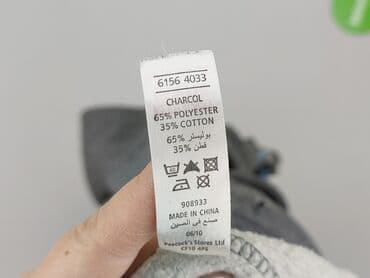 6156 4033
CHARCOL
65% POLYESTER
35% COTTON
65% بوليستر
35% قطن
908933
MADE IN CHINA
صنع في الصين
06/10
Peacock's Stores Ltd
CF10 4PE